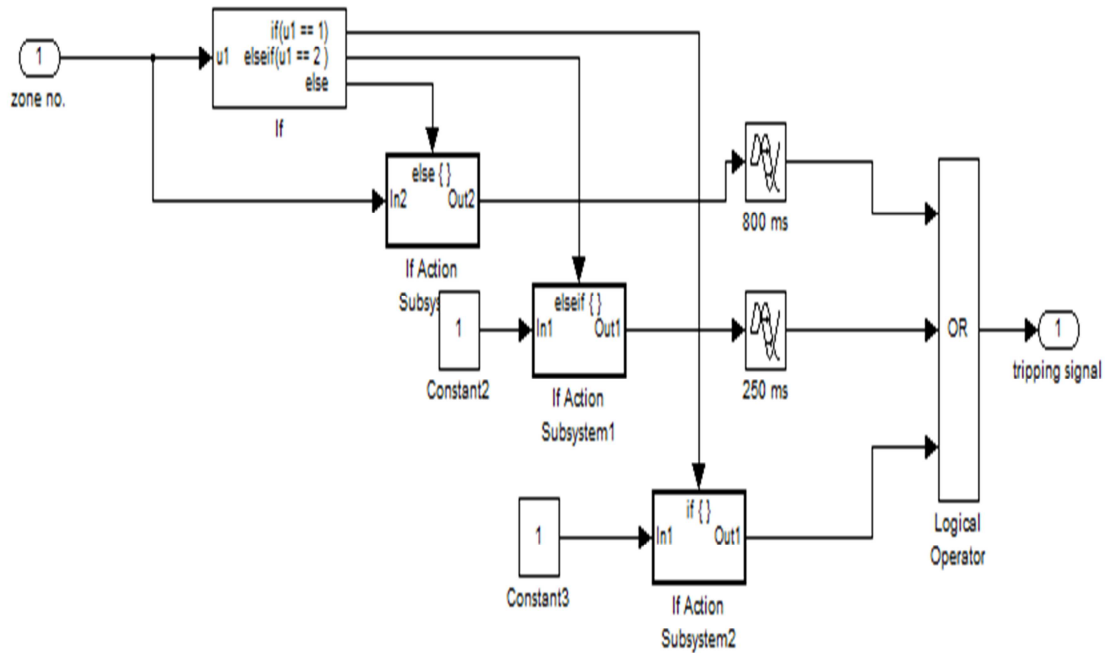 1
zone no.
u1
if(u1 == 1)
elseif(u1 == 2 )
else
If
else { }
In2
Out2
If Action
800 ms
elseif { }
In1
Out1
If Action
Subsystem1
1
Constant2
250 ms
OR
Logical
Operator
1
tripping signal
if { }
In1
Out1
If Action
Subsystem2
1
Constant3